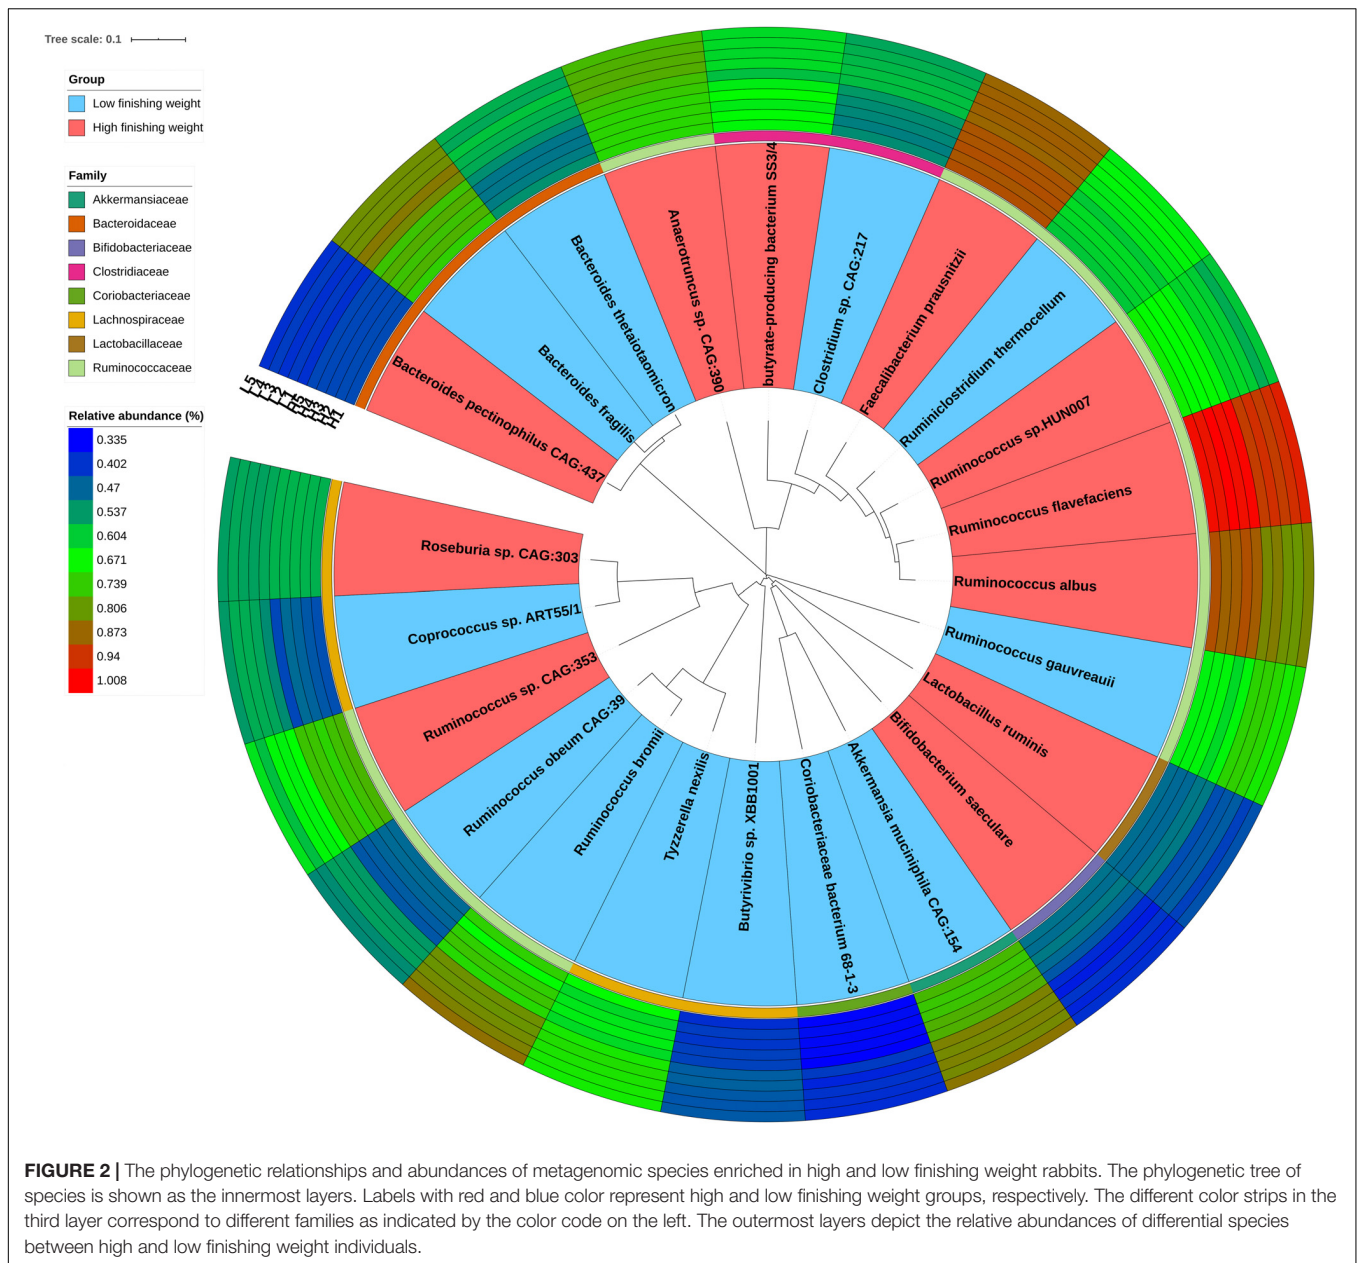 Tree scale: 0.1
Group
Low finishing weight
High finishing weight
Family
Akkermansiaceae
Bacteroidaceae
Bifidobacteriaceae
Clostridiaceae
Coriobacteriaceae
Lachnospiraceae
Lactobacillaceae
Ruminococcaceae
Relative abundance (%)
0.335
0.402
0.47
0.537
0.604
0.671
0.739
0.806
0.873
0.94
1.008
Bacteroides pectinophilus CAG:437
Bacteroides fragilis
Bacteroides thetaiotaomicron
Anaerotruncus sp. CAG:390
butyrate-producing bacterium SS3/4
Clostridium sp. CAG:217
Faecalibacterium prausnitzii
Ruminiclostridium thermocellum
Ruminococcus sp.HUN007
Ruminococcus flavefaciens
Ruminococcus albus
Ruminococcus gauvreauii
Lactobacillus ruminis
Bifidobacterium saeculare
Akkermansia muciniphila CAG:154
Coriobacteriaceae bacterium 68-1-3
Butyrivibrio sp. XBB1001
Tyzzerella nexilis
Ruminococcus bromii
Ruminococcus obeum CAG:39
Ruminococcus sp. CAG:353
Coprococcus sp. ART55/1
Roseburia sp. CAG:303
FIGURE 2 | The phylogenetic relationships and abundances of metagenomic species enriched in high and low finishing weight rabbits. The phylogenetic tree of
species is shown as the innermost layers. Labels with red and blue color represent high and low finishing weight groups, respectively. The different color strips in the
third layer correspond to different families as indicated by the color code on the left. The outermost layers depict the relative abundances of differential species
between high and low finishing weight individuals.